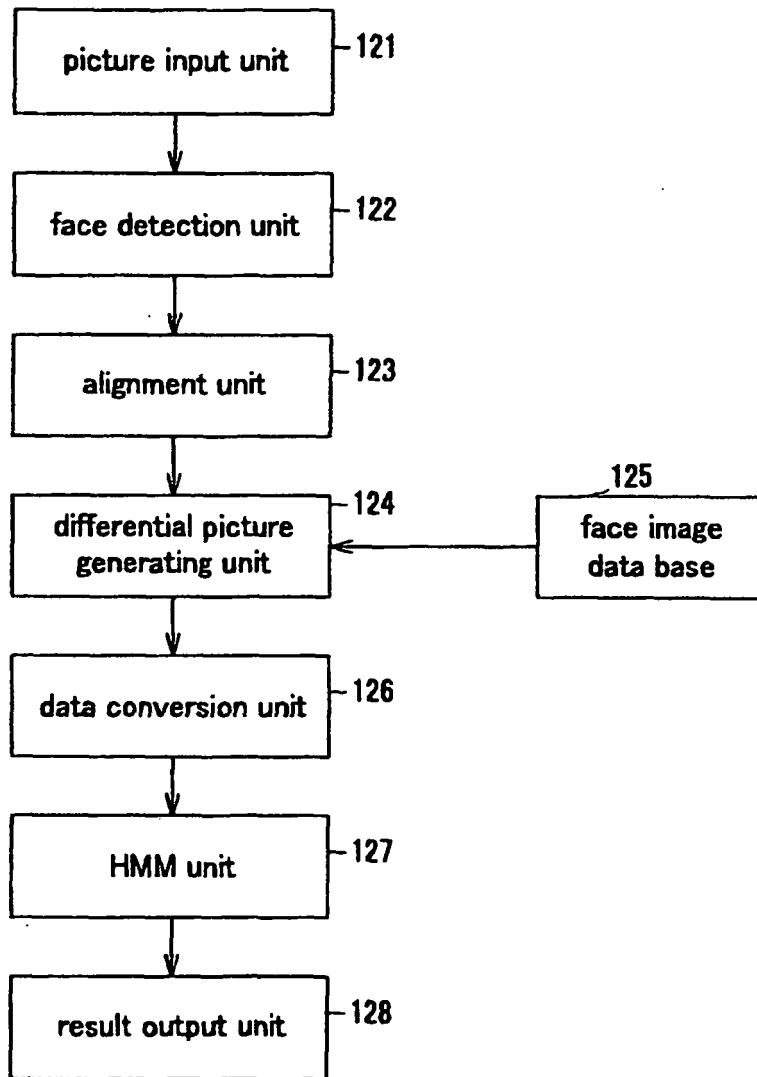 picture input unit
121
face detection unit
122
alignment unit
123
differential picture
generating unit
124
125
face image
data base
data conversion unit
126
HMM unit
127
result output unit
128